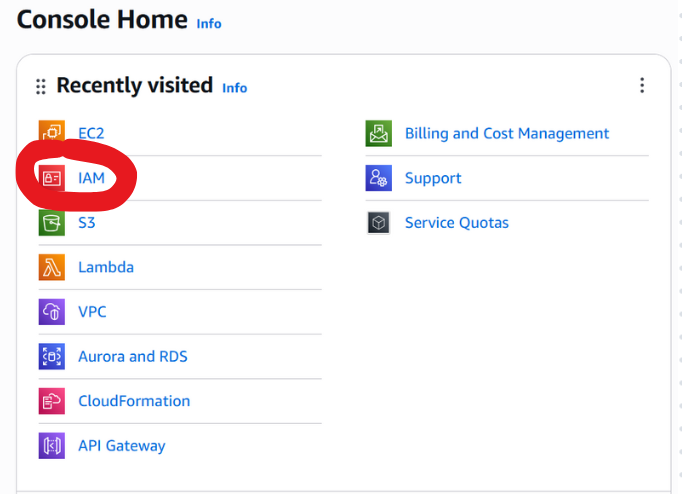 Console Home Info
Recently visited Info
EC2
IAM
S3
Lambda
VPC
Aurora and RDS
CloudFormation
API Gateway
Billing and Cost Management
Support
Service Quotas